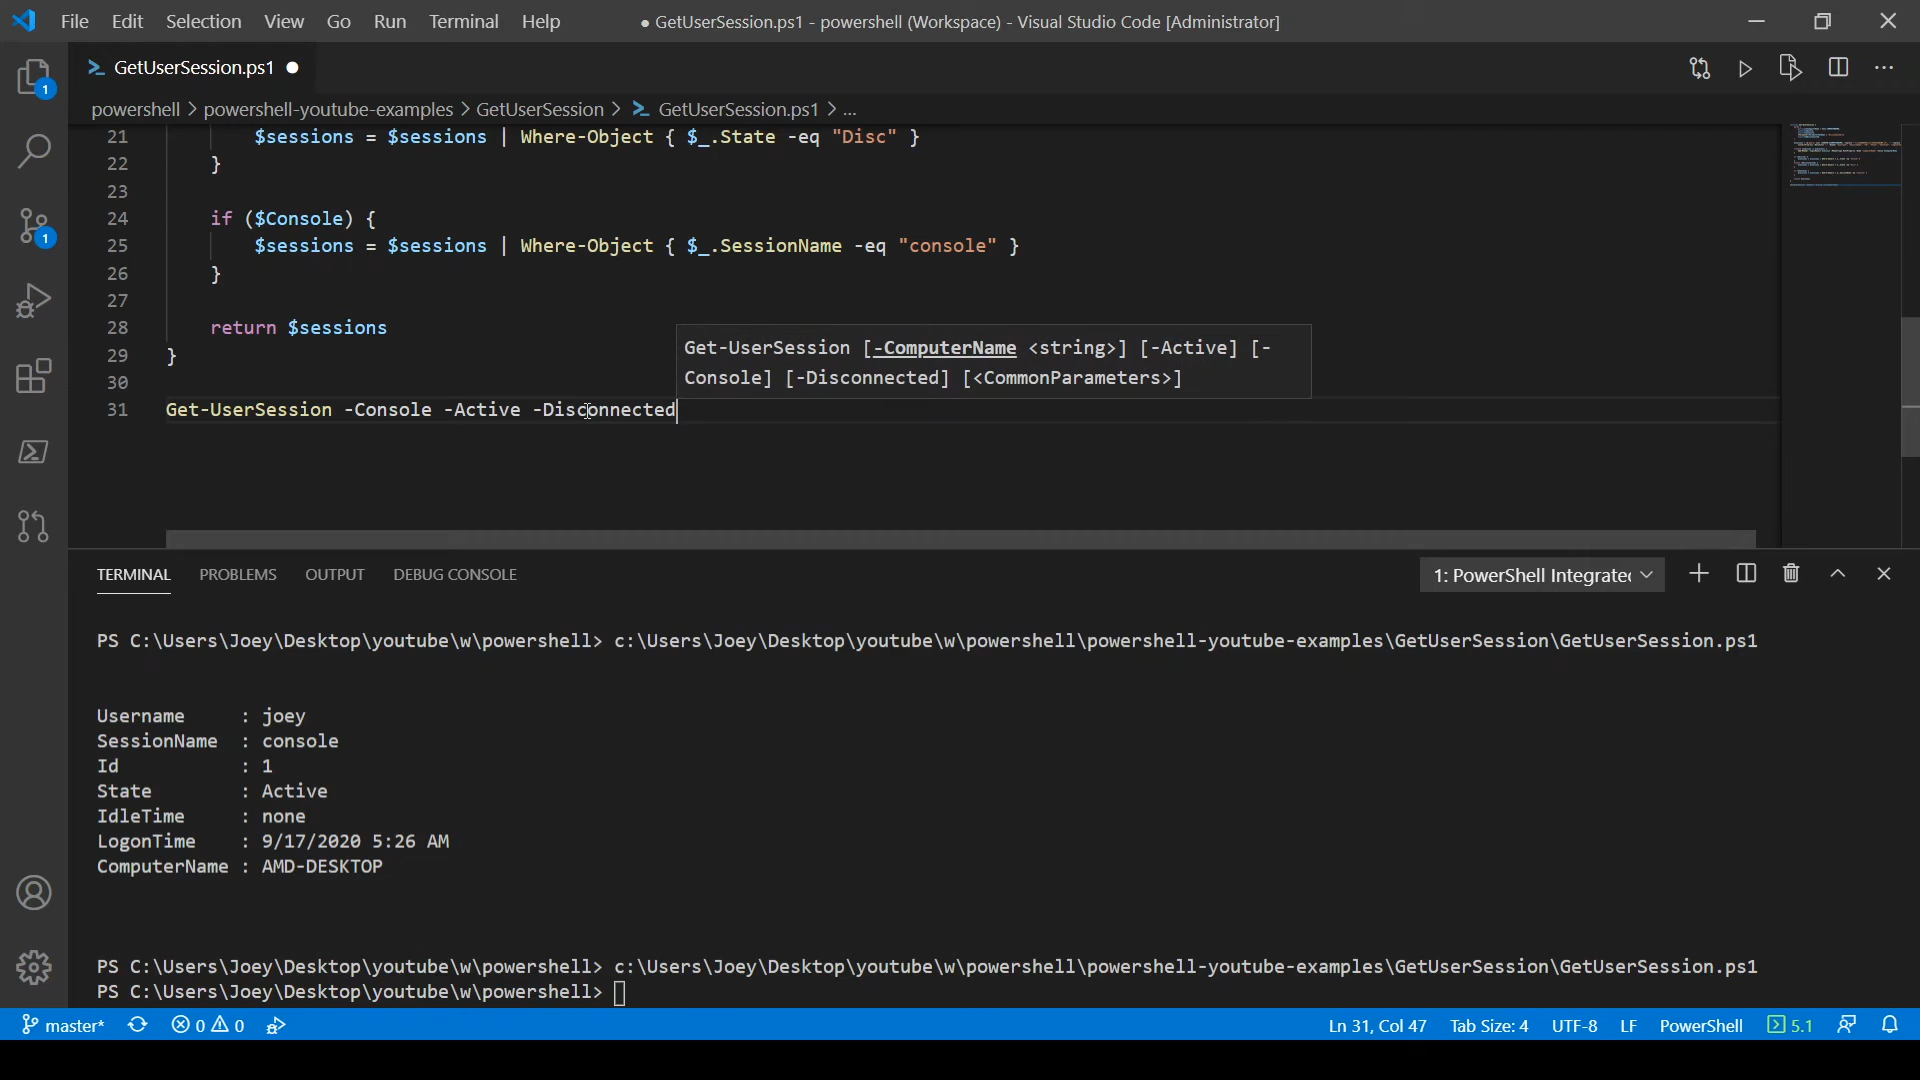 File Edit Selection View Go Run Terminal Help ● GetUserSession.ps1 - powershell (Workspace) - Visual Studio Code [Administrator]
GetUserSession.ps1 ●
powershell > powershell-youtube-examples > GetUserSession > GetUserSession.ps1 > ...
21 $sessions = $sessions | Where-Object { $_.State -eq "Disc" }
22 }
23
24 if ($Console) {
25 $sessions = $sessions | Where-Object { $_.SessionName -eq "console" }
26 }
27
28 return $sessions
29 }
Get-UserSession [-ComputerName <string>] [-Active] [-
Console] [-Disconnected] [<CommonParameters>]
30
31 Get-UserSession -Console -Active -Disconnected
TERMINAL PROBLEMS OUTPUT DEBUG CONSOLE 1: PowerShell Integrate
PS C:\Users\Joey\Desktop\youtube\w\powershell> c:\Users\Joey\Desktop\youtube\w\powershell\powershell-youtube-examples\GetUserSession\GetUserSession.ps1
Username : joey
SessionName : console
Id : 1
State : Active
IdleTime : none
LogonTime : 9/17/2020 5:26 AM
ComputerName : AMD-DESKTOP
PS C:\Users\Joey\Desktop\youtube\w\powershell> c:\Users\Joey\Desktop\youtube\w\powershell\powershell-youtube-examples\GetUserSession\GetUserSession.ps1
PS C:\Users\Joey\Desktop\youtube\w\powershell>
master* 0 0 Ln 31, Col 47 Tab Size: 4 UTF-8 LF PowerShell 5.1
1
1